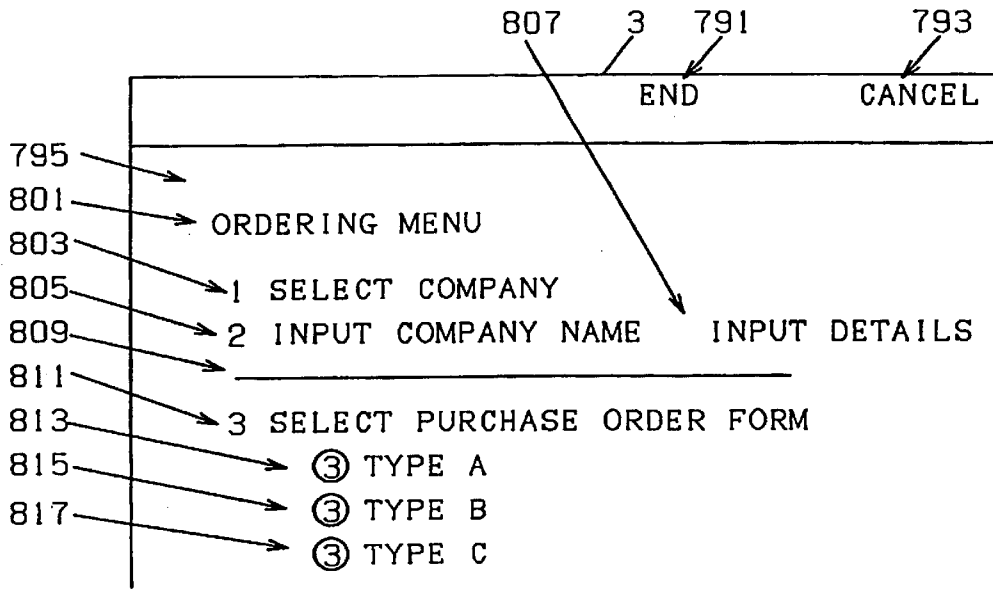 807 3 791 793
END CANCEL
795
801 ORDERING MENU
803 1 SELECT COMPANY
805 2 INPUT COMPANY NAME INPUT DETAILS
809
811 3 SELECT PURCHASE ORDER FORM
813 ③ TYPE A
815 ③ TYPE B
817 ③ TYPE C